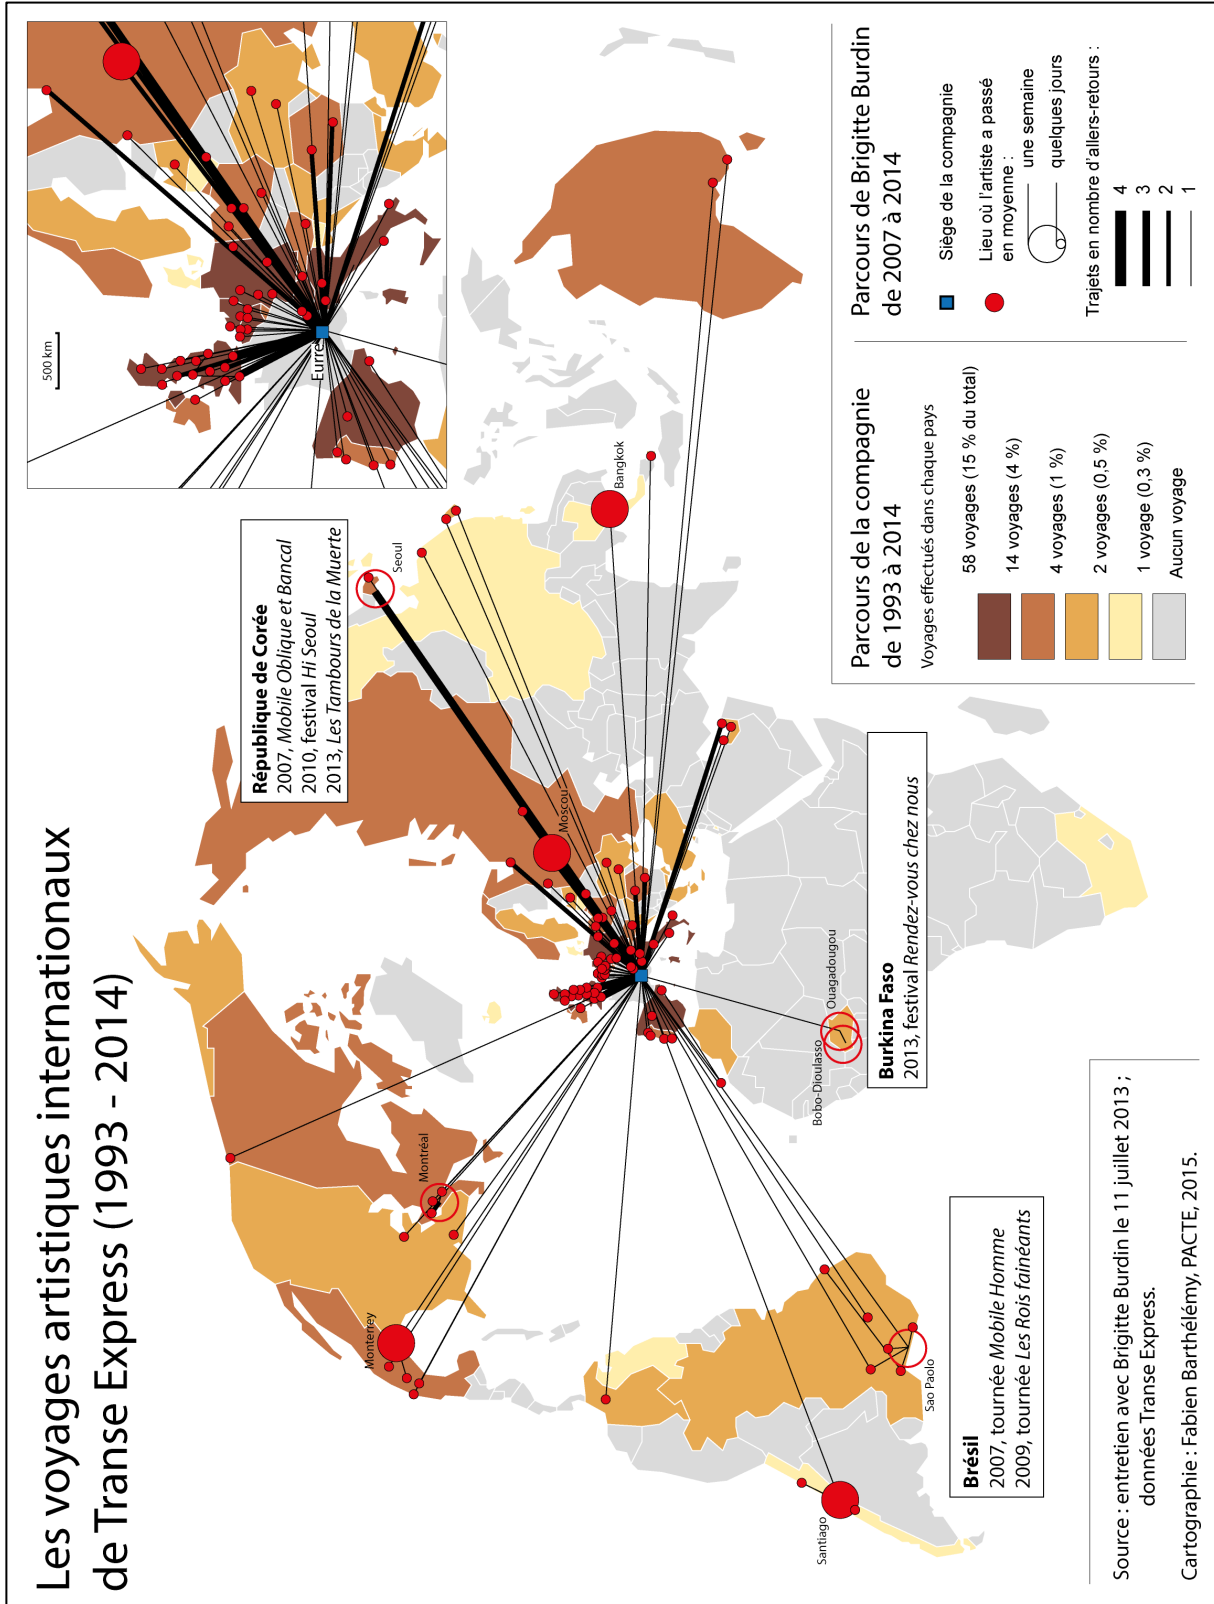 Les voyages artistiques internationaux
de Transe Express (1993 - 2014)
500 km
Eurre
République de Corée
2007, Mobile Oblique et Bancal
2010, festival Hi Seoul
2013, Les Tambours de la Muerte
Seoul
Moscou
Bangkok
Montréal
Monterrey
Ouagadougou
Bobo-Dioulasso
Burkina Faso
2013, festival Rendez-vous chez nous
Sao Paolo
Santiago
Brésil
2007, tournée Mobile Homme
2009, tournée Les Rois fainéants
Parcours de la compagnie
de 1993 à 2014
Voyages effectués dans chaque pays
58 voyages (15 % du total)
14 voyages (4 %)
4 voyages (1 %)
2 voyages (0,5 %)
1 voyage (0,3 %)
Aucun voyage
Parcours de Brigitte Burdin
de 2007 à 2014
Siège de la compagnie
Lieu où l'artiste a passé
en moyenne :
une semaine
quelques jours
Trajets en nombre d'allers-retours :
4
3
2
1
Source : entretien avec Brigitte Burdin le 11 juillet 2013 ;
données Transe Express.
Cartographie : Fabien Barthélémy, PACTE, 2015.